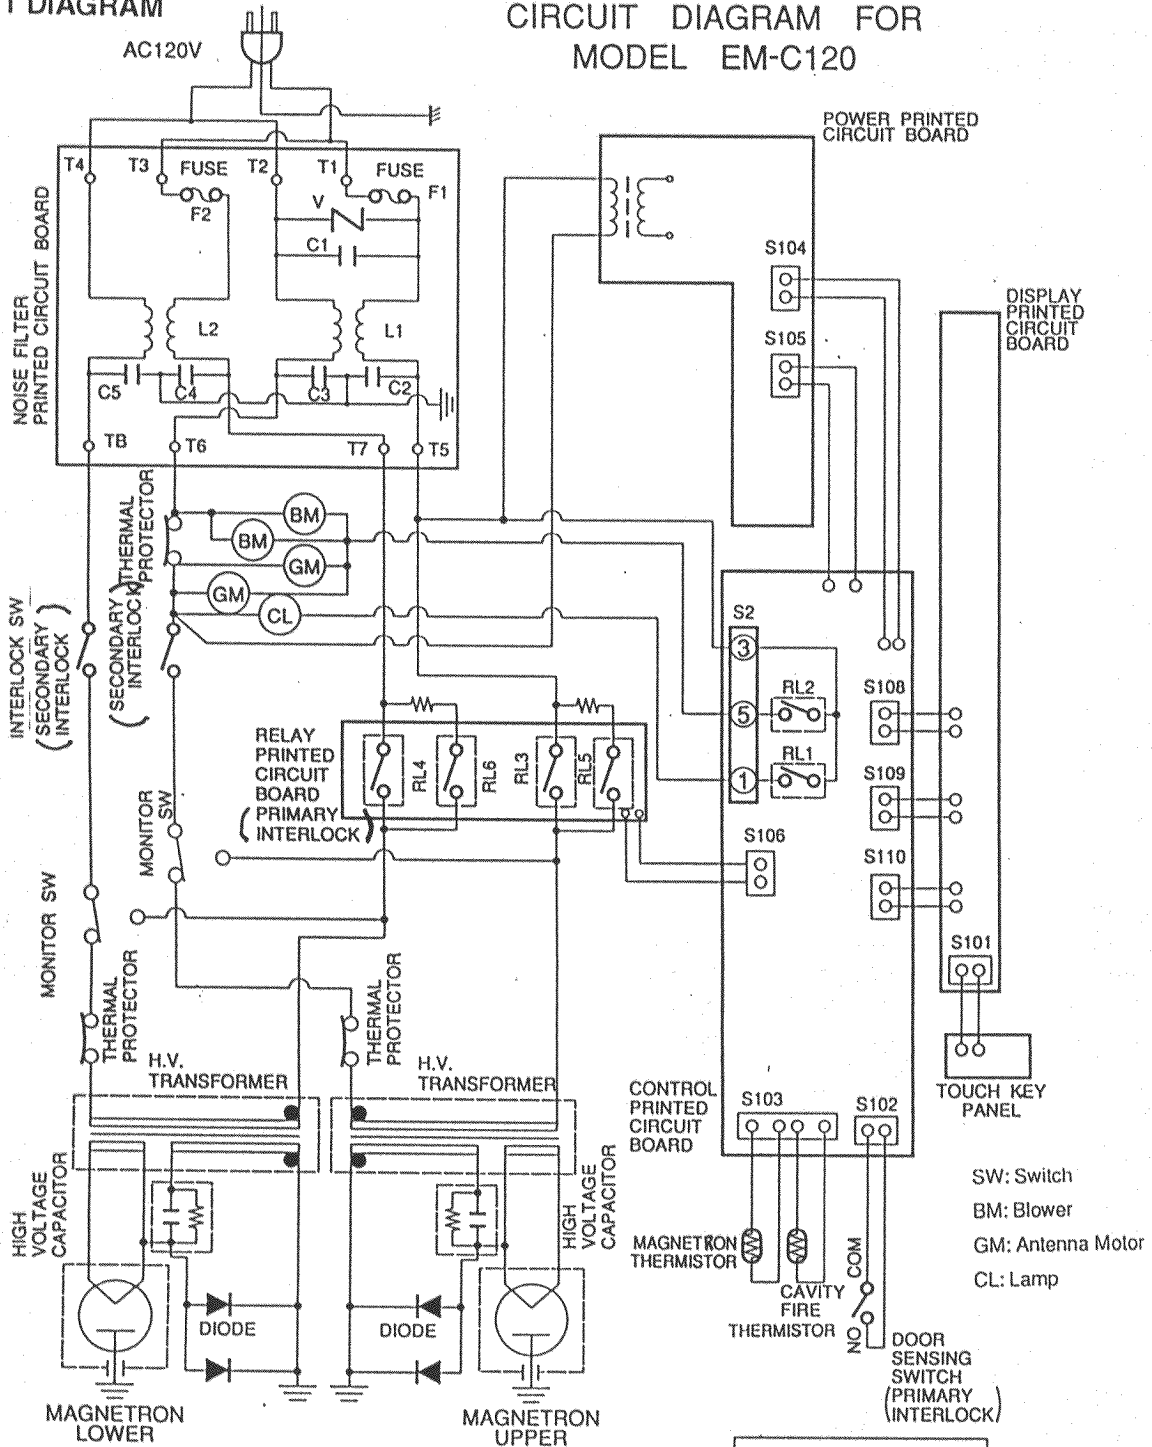 T DIAGRAM
CIRCUIT DIAGRAM FOR
MODEL EM-C120
AC120V
POWER PRINTED
CIRCUIT BOARD
NOISE FILTER
PRINTED CIRCUIT BOARD
T4
T3
FUSE
F2
T2
T1
FUSE
F1
V
C1
L2
L1
C5
C4
C3
C2
TB
T6
T7
T5
S104
S105
DISPLAY
PRINTED
CIRCUIT
BOARD
THERMAL
PROTECTOR
BM
BM
GM
GM
CL
INTERLOCK SW
(SECONDARY
INTERLOCK)
(SECONDARY
INTERLOCK)
S2
3
5
1
RL2
RL1
S108
S109
S110
S106
S101
RELAY
PRINTED
CIRCUIT
BOARD
(PRIMARY
INTERLOCK)
RL4
RL6
RL3
RL5
MONITOR
SW
MONITOR SW
THERMAL
PROTECTOR
THERMAL
PROTECTOR
H.V.
TRANSFORMER
H.V.
TRANSFORMER
TOUCH KEY
PANEL
CONTROL
PRINTED
CIRCUIT
BOARD
S103
S102
HIGH
VOLTAGE
CAPACITOR
HIGH
VOLTAGE
CAPACITOR
DIODE
DIODE
MAGNETRON
LOWER
MAGNETRON
UPPER
MAGNETRON
THERMISTOR
CAVITY
FIRE
THERMISTOR
COM
NO
DOOR
SENSING
SWITCH
(PRIMARY
INTERLOCK)
SW: Switch
BM: Blower
GM: Antenna Motor
CL: Lamp